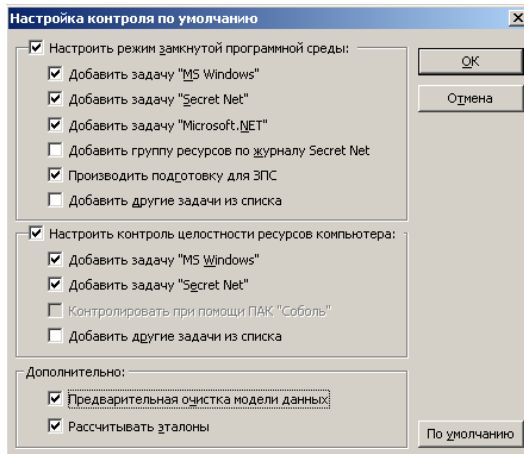 Настройка контроля по умолчанию
Настроить режим замкнутой программной среды:
OK
Добавить задачу "MS Windows"
Добавить задачу "Secret Net"
Отмена
Добавить задачу "Microsoft.NET"
Добавить группу ресурсов по журналу Secret Net
Производить подготовку для ЗПС
Добавить другие задачи из списка
Настроить контроль целостности ресурсов компьютера:
Добавить задачу "MS Windows"
Добавить задачу "Secret Net"
Контролировать при помощи ПАК "Соболь"
Добавить другие задачи из списка
Дополнительно:
Предварительная очистка модели данных
Рассчитывать эталоны
По умолчанию